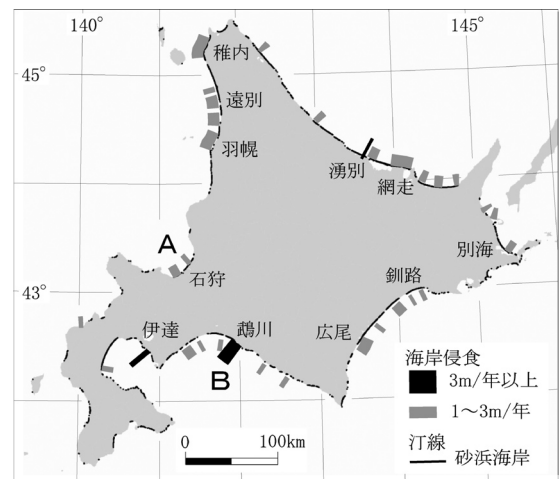 140°
145°
45°
稚内
遠別
羽幌
湧別
網走
A
石狩
別海
釧路
43°
伊達
鵡川
広尾
B
海岸侵食
3m/年以上
1～3m/年
汀線
砂浜海岸
0
100km